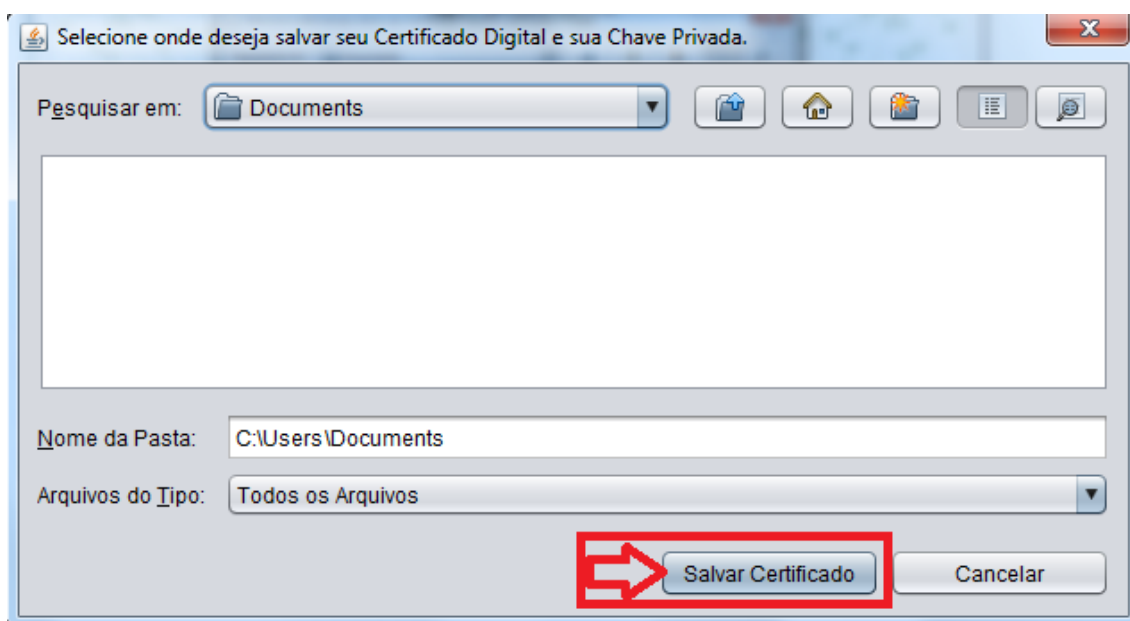 Selecione onde deseja salvar seu Certificado Digital e sua Chave Privada.
Pesquisar em: Documents
Nome da Pasta: C:\Users\Documents
Arquivos do Tipo: Todos os Arquivos
Salvar Certificado Cancelar